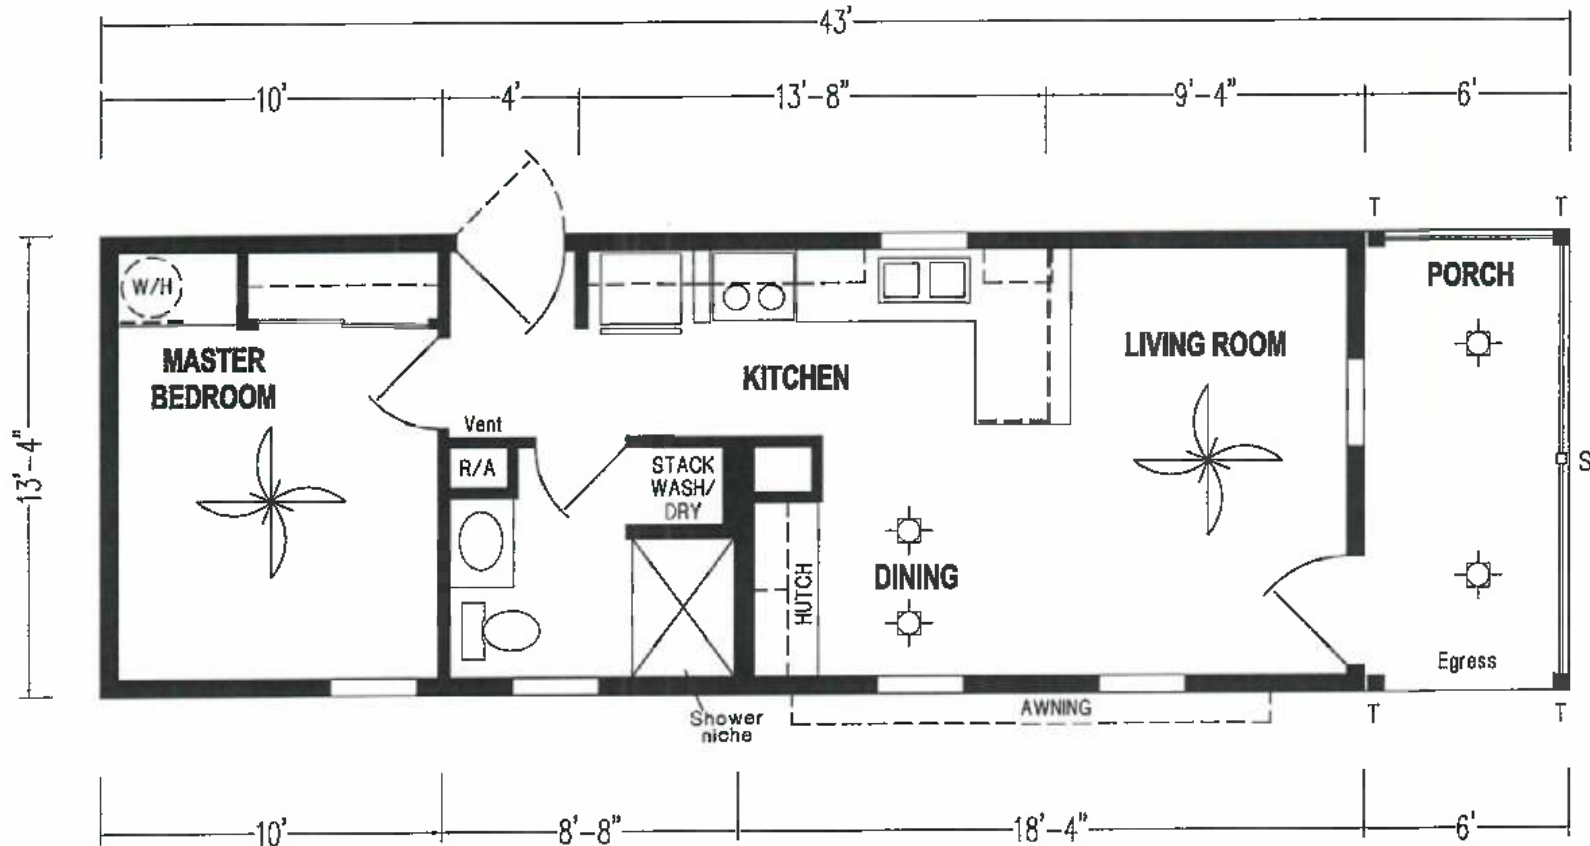 43'
10'
4'
13'-8"
9'-4"
6'
T
T
W/H
PORCH
MASTER
BEDROOM
LIVING ROOM
KITCHEN
Vent
13'-4"
R/A
STACK
WASH/
DRY
S
HUTCH
DINING
Egress
Shower
niche
AWNING
T
T
10'
8'-8"
18'-4"
6'